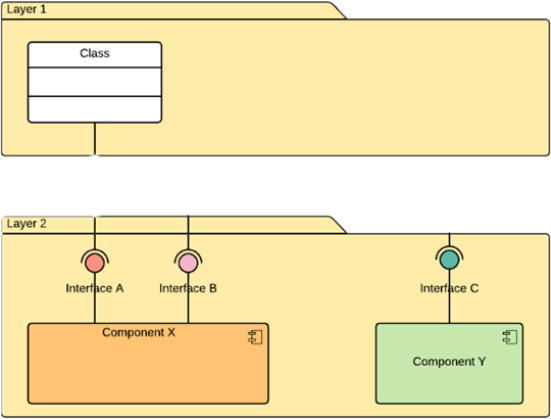 Layer 1
Class
Layer 2
Interface A
Interface B
Interface C
Component X
Component Y